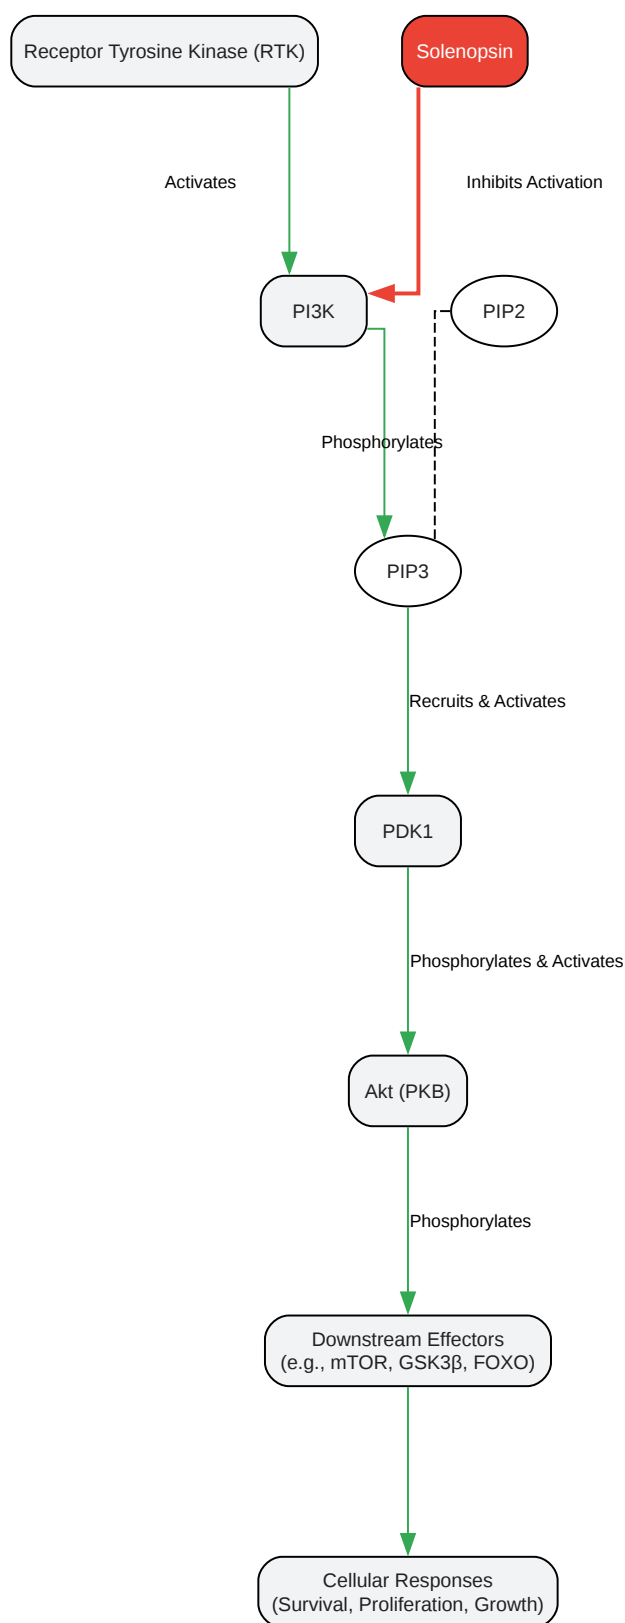 Receptor Tyrosine Kinase (RTK)
Solenopsin
Activates
Inhibits Activation
PI3K
PIP2
Phosphorylates
PIP3
Recruits & Activates
PDK1
Phosphorylates & Activates
Akt (PKB)
Phosphorylates
Downstream Effectors
(e.g., mTOR, GSK3β, FOXO)
Cellular Responses
(Survival, Proliferation, Growth)